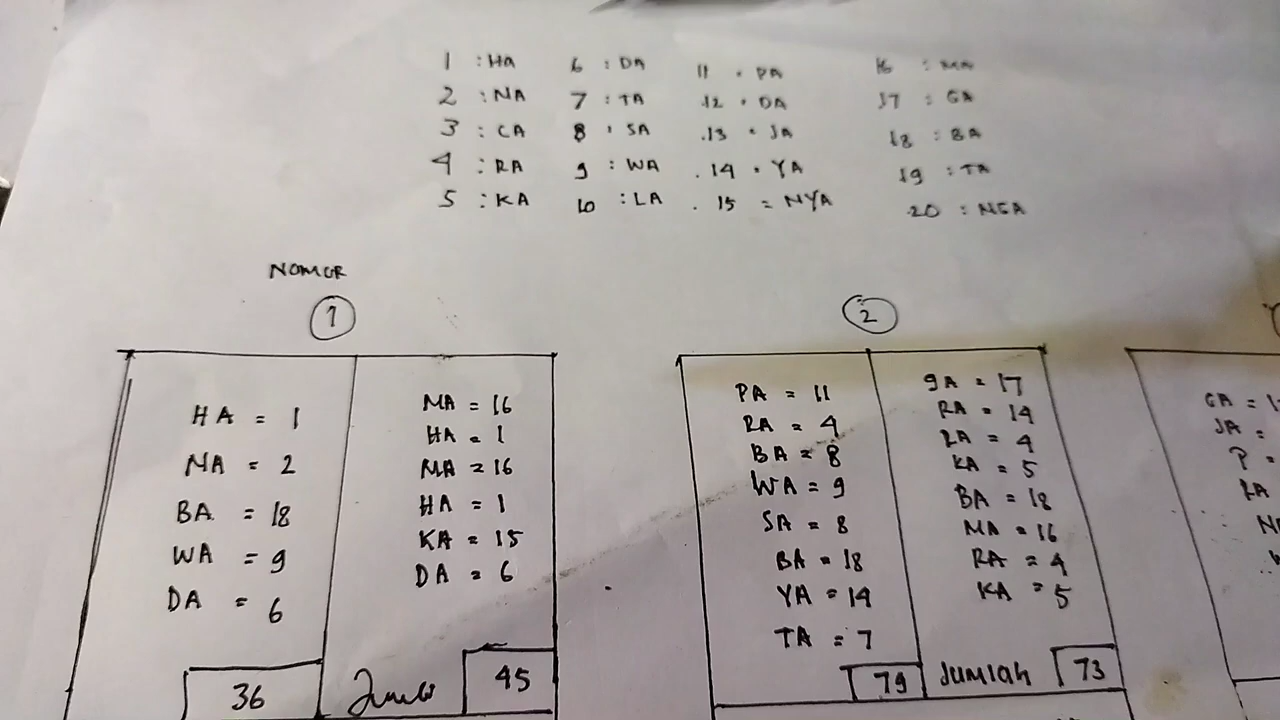 1 : HA 6 : DA 11 . PA 16 : MA
2 : NA 7 : TA .12 . DA 17 : GA
3 : CA 8 : SA .13 . JA 18 : BA
4 : RA 9 : WA .14 . YA 19 : TA
5 : KA 10 : LA . 15 = NYA 20 : NGA
NOMOR
1
HA = 1
NA = 2
BA = 18
WA = 9
DA = 6
36
MA = 16
HA = 1
MA = 16
HA = 1
KA = 15
DA = 6
45
2
PA = 11
RA = 4
BA = 8
WA = 9
SA = 8
BA = 18
YA = 14
TA = 7
79
9A = 17
RA = 14
RA = 4
KA = 5
BA = 18
MA = 16
RA = 4
KA = 5
Jumlah 73
GA =
JA =
P =
RA